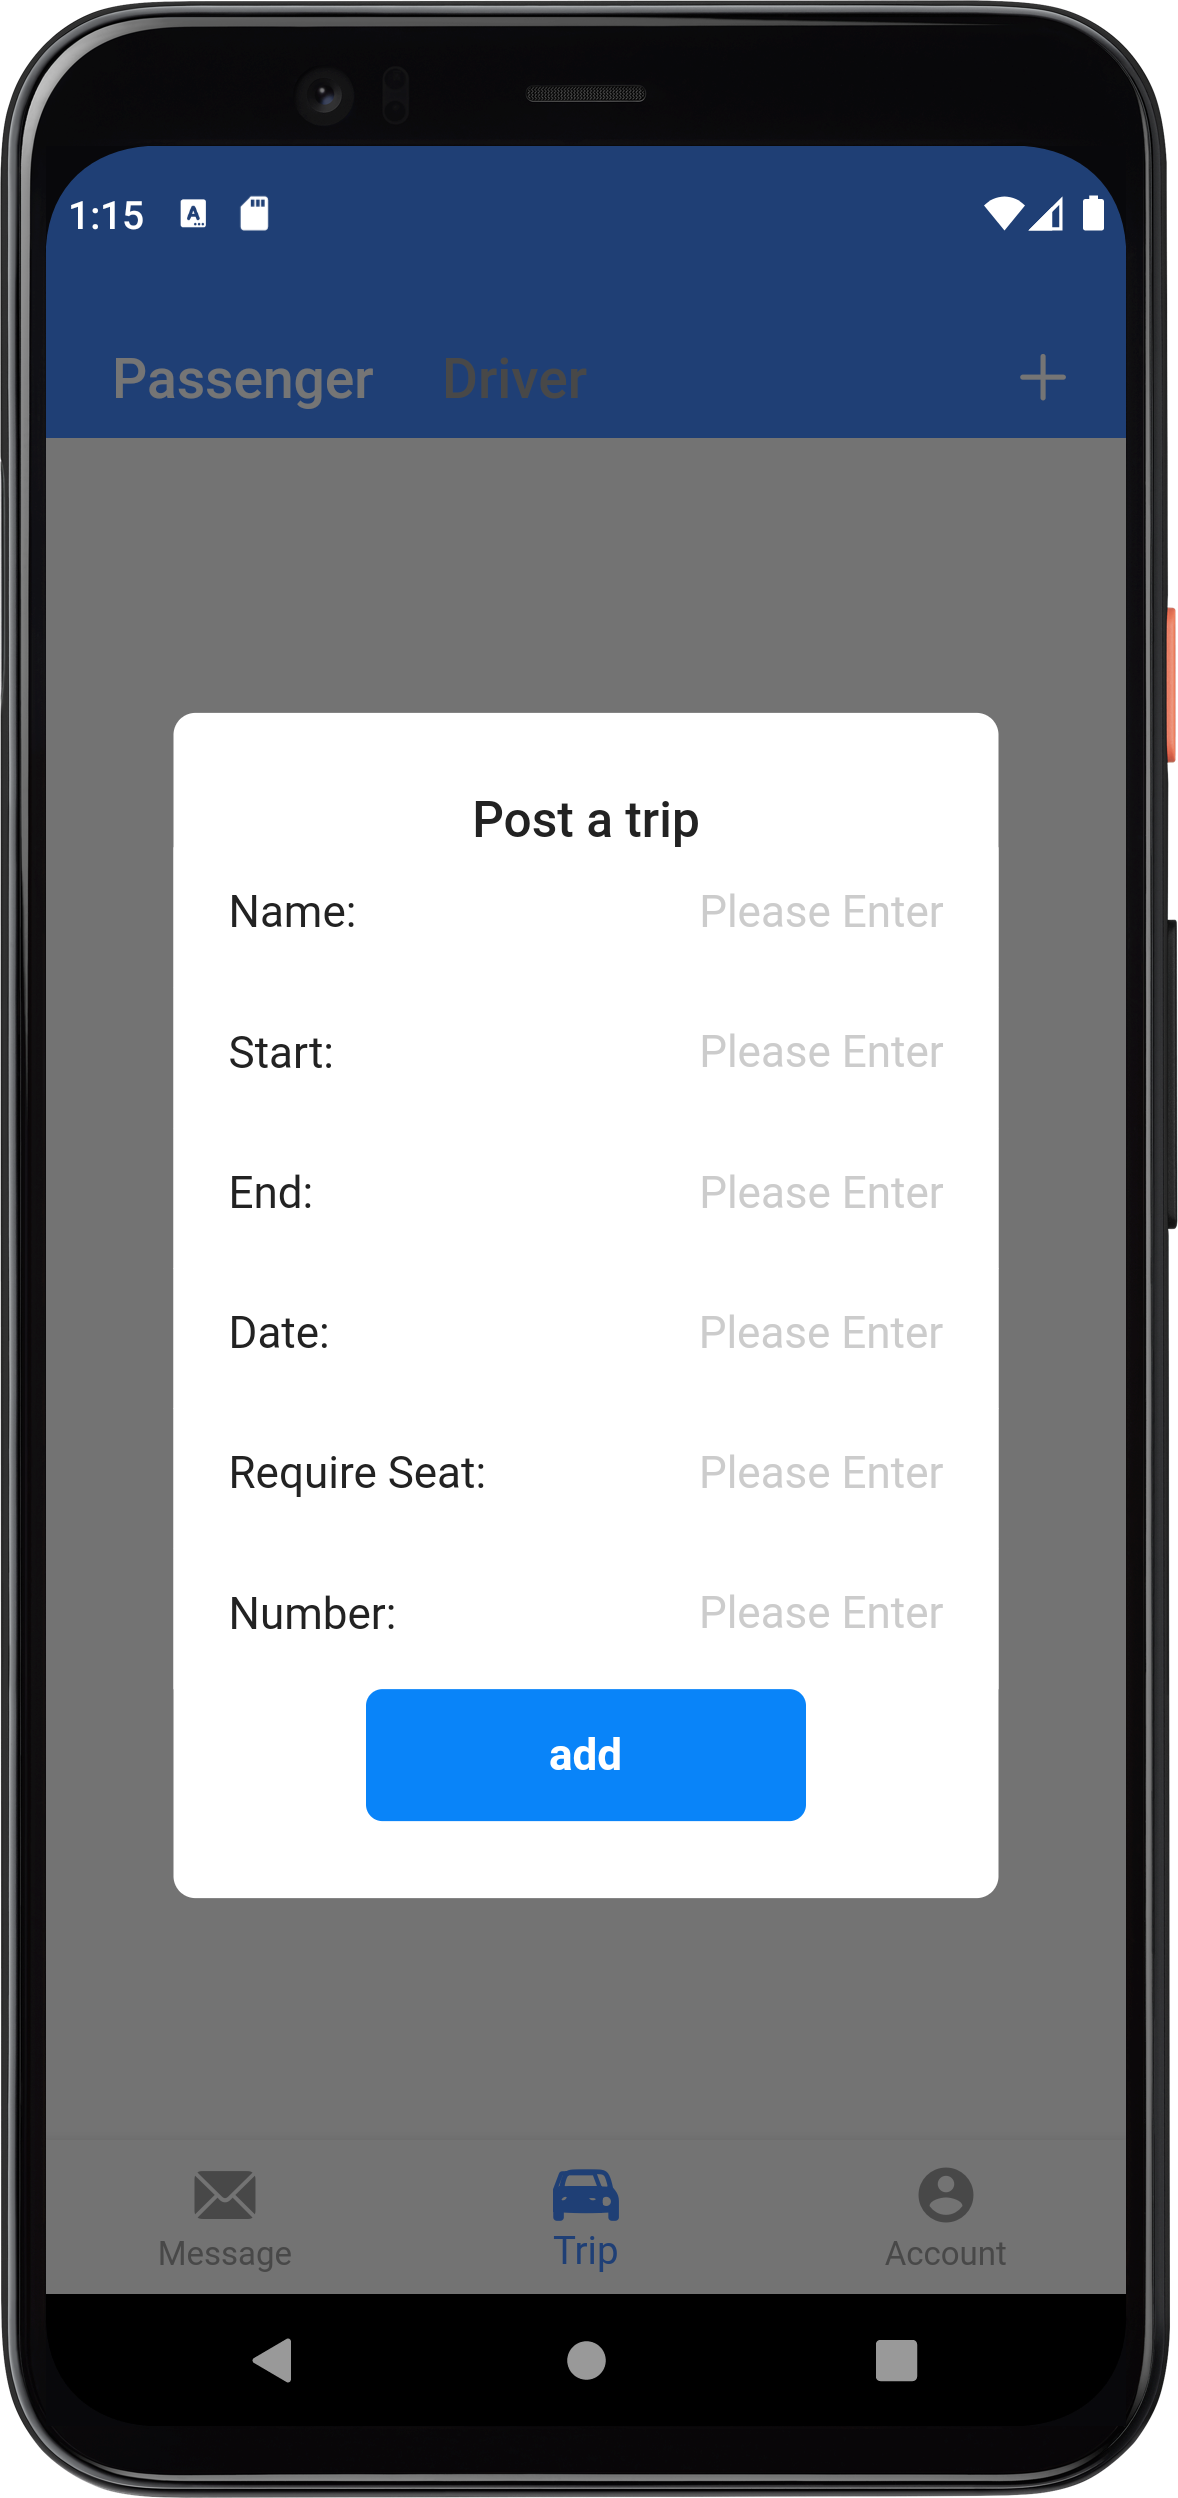 1:15
Passenger Driver
Post a trip
Name: Please Enter
Start: Please Enter
End: Please Enter
Date: Please Enter
Require Seat: Please Enter
Number: Please Enter
add
Message Trip Account